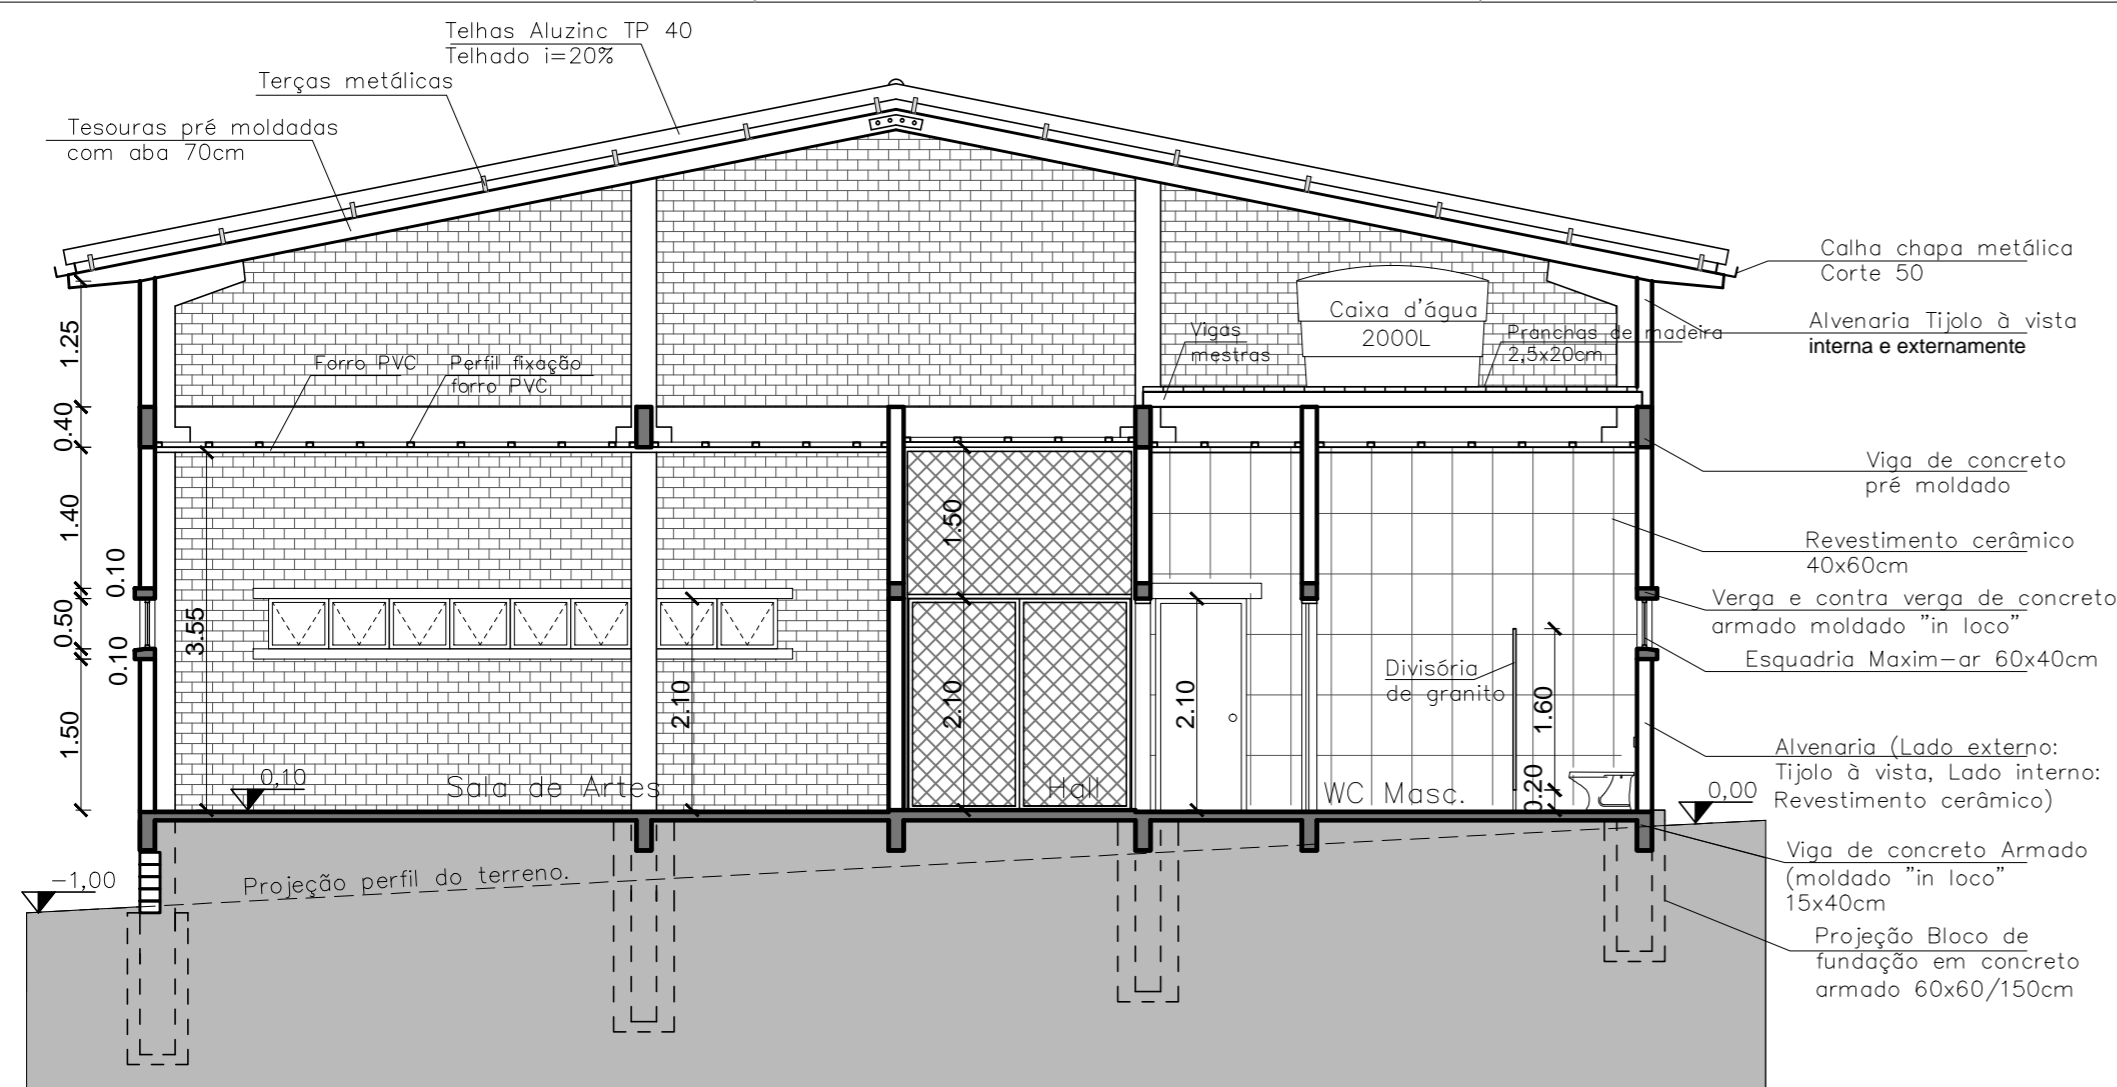 Telhas Aluzinc TP 40
Telhado i=20%
Terças metálicas
Tesouras pré moldadas
com aba 70cm
Calha chapa metálica
Corte 50
Caixa d'água
2000L
Alvenaria Tijolo à vista
interna e externamente
Vigas
mestras
Pranchas de madeira
2,5x20cm
Forro PVC
Perfil fixação
forro PVC
1.25
0.40
1.40
0.10
0.50
0.10
1.50
3.55
2.10
1.50
2.10
2.10
1.60
0.20
Viga de concreto
pré moldado
Revestimento cerâmico
40x60cm
Verga e contra verga de concreto
armado moldado "in loco"
Esquadria Maxim-ar 60x40cm
Divisória
de granito
Alvenaria (Lado externo:
Tijolo à vista, Lado interno:
Revestimento cerâmico)
0,10
Sala de Artes
Hall
WC Masc.
0,00
-1,00
Projeção perfil do terreno.
Viga de concreto Armado
(moldado "in loco"
15x40cm
Projeção Bloco de
fundação em concreto
armado 60x60/150cm